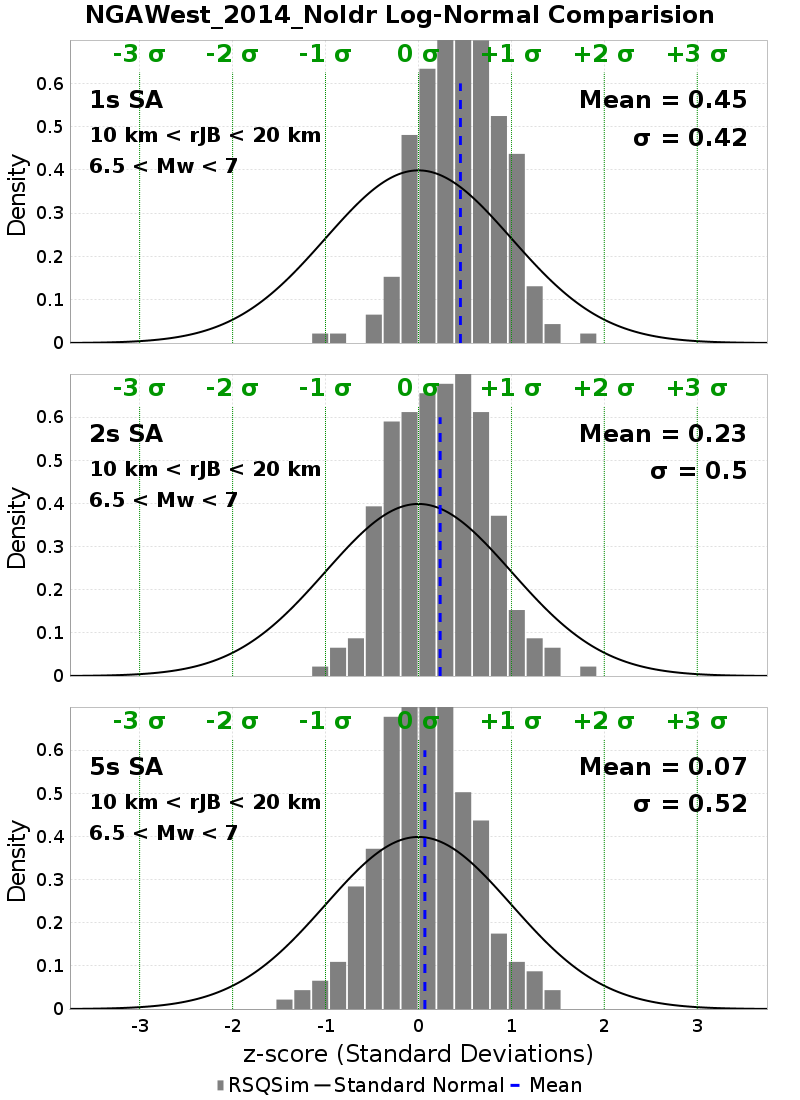 NGAWest_2014_NoIdr Log-Normal Comparision
-3 σ -2 σ -1 σ 0 σ +1 σ +2 σ +3 σ
0.6
1s SA Mean = 0.45
0.5
10 km < rJB < 20 km σ = 0.42
6.5 < Mw < 7
0.4
0.3
0.2
0.1
0
Density
-3 σ -2 σ -1 σ 0 σ +1 σ +2 σ +3 σ
0.6
2s SA Mean = 0.23
0.5
10 km < rJB < 20 km σ = 0.5
6.5 < Mw < 7
0.4
0.3
0.2
0.1
0
Density
-3 σ -2 σ -1 σ 0 σ +1 σ +2 σ +3 σ
0.6
5s SA Mean = 0.07
0.5
10 km < rJB < 20 km σ = 0.52
6.5 < Mw < 7
0.4
0.3
0.2
0.1
0
Density
-3 -2 -1 0 1 2 3
z-score (Standard Deviations)
RSQSim Standard Normal Mean